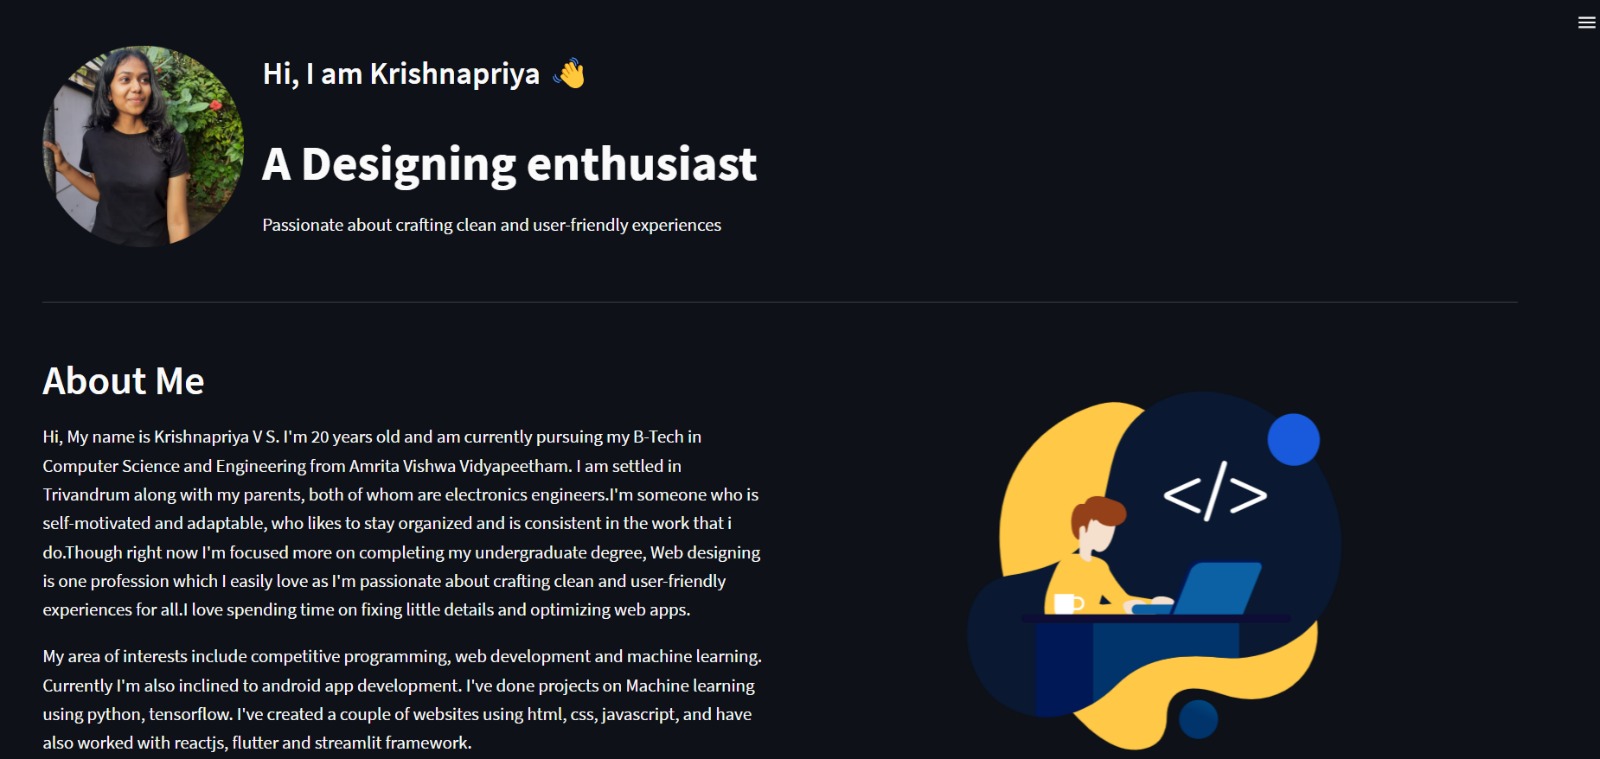 Hi, I am Krishnapriya 👋
A Designing enthusiast
Passionate about crafting clean and user-friendly experiences
About Me
Hi, My name is Krishnapriya V S. I'm 20 years old and am currently pursuing my B-Tech in
Computer Science and Engineering from Amrita Vishwa Vidyapeetham. I am settled in
Trivandrum along with my parents, both of whom are electronics engineers.I'm someone who is
self-motivated and adaptable, who likes to stay organized and is consistent in the work that i
do.Though right now I'm focused more on completing my undergraduate degree, Web designing
is one profession which I easily love as I'm passionate about crafting clean and user-friendly
experiences for all.I love spending time on fixing little details and optimizing web apps.
My area of interests include competitive programming, web development and machine learning.
Currently I'm also inclined to android app development. I've done projects on Machine learning
using python, tensorflow. I've created a couple of websites using html, css, javascript, and have
also worked with reactjs, flutter and streamlit framework.
</>